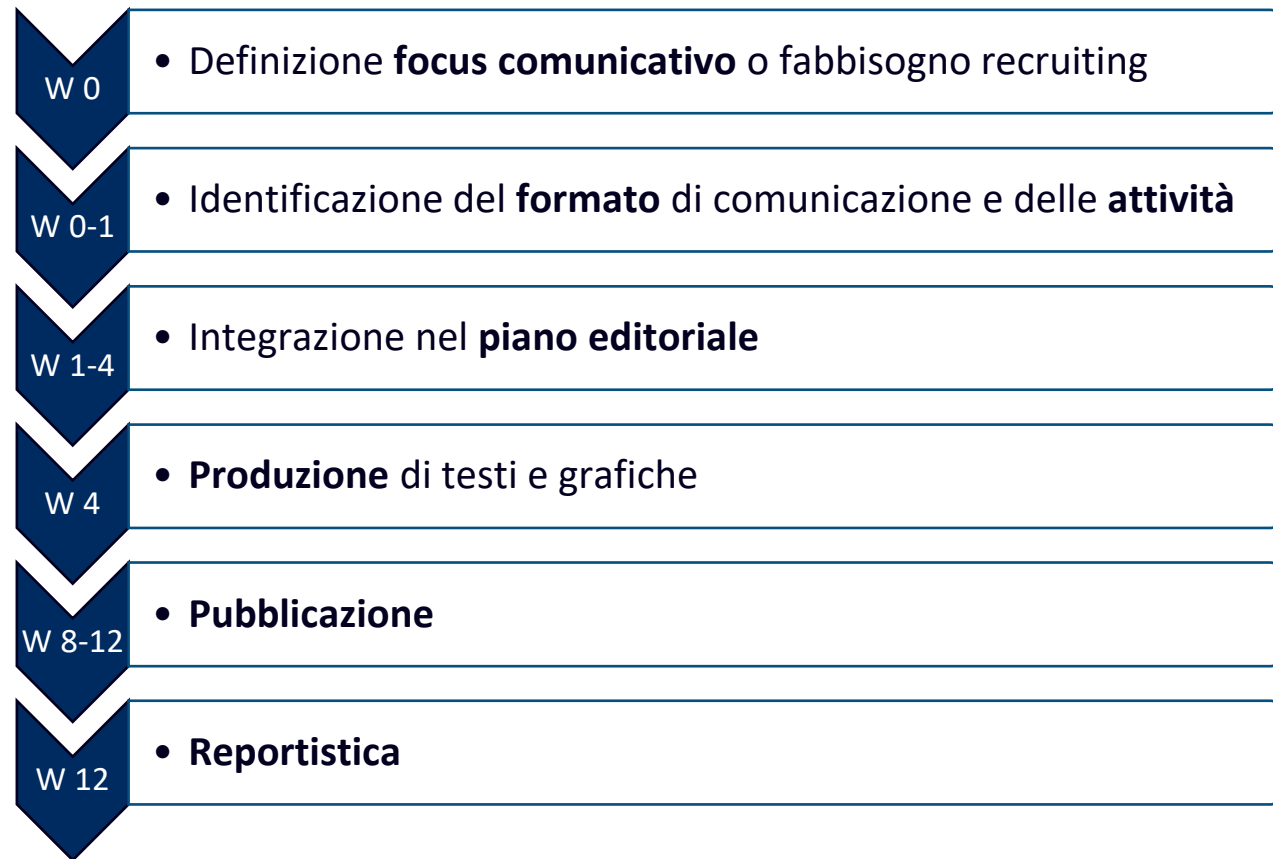 W 0
• Definizione focus comunicativo o fabbisogno recruiting
W 0-1
• Identificazione del formato di comunicazione e delle attività
W 1-4
• Integrazione nel piano editoriale
W 4
• Produzione di testi e grafiche
W 8-12
• Pubblicazione
W 12
• Reportistica